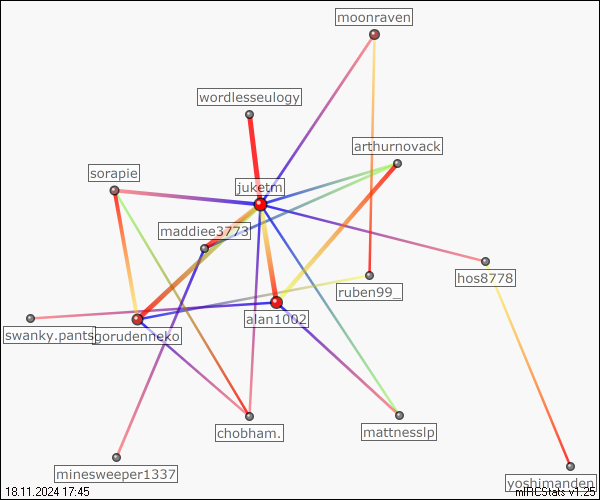 moonraven
wordlesseulogy
arthurnovack
sorapie
juketm
maddiee3773
hos8778
ruben99_
alan1002
swanky.pants
gorudenneko
chobham.
mattnesslp
minesweeper1337
yoshimanden
18.11.2024 17:45
mIRCStats v1.25